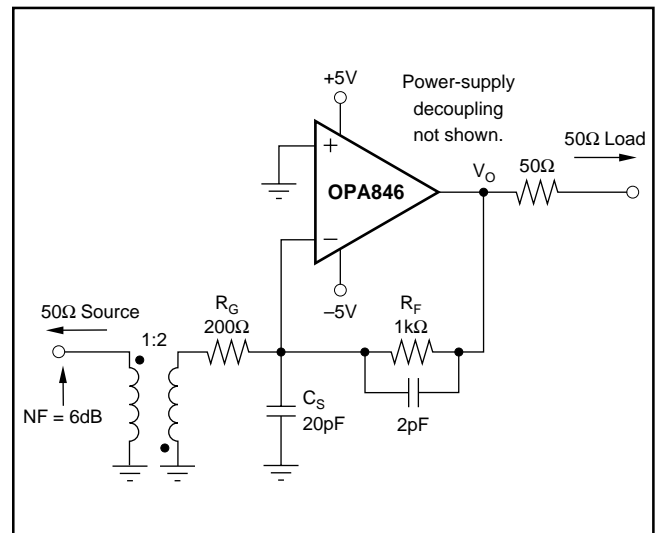 +5V
Power-supply
decoupling
not shown.
50Ω Load
+
OPA846
VO
50Ω
–
–5V
50Ω Source
1:2
RG
200Ω
RF
1kΩ
NF = 6dB
CS
20pF
2pF